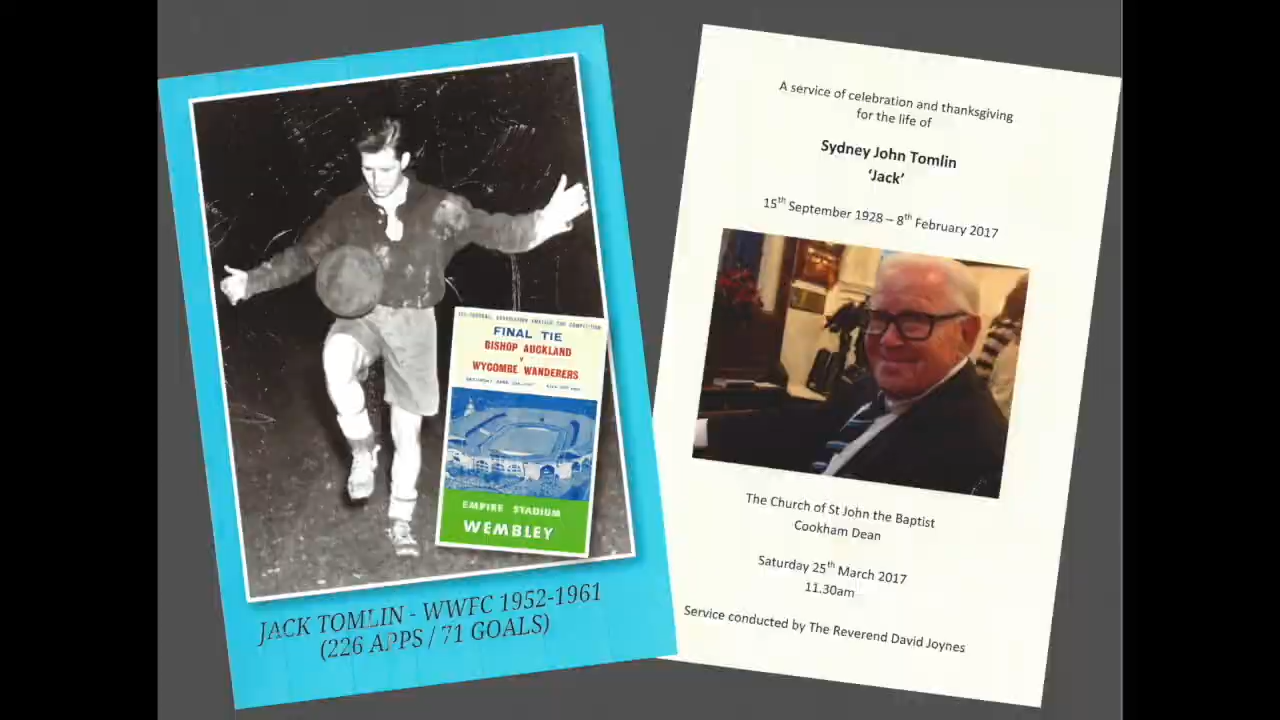 FINAL TIE
BISHOP AUCKLAND
v
WYCOMBE WANDERERS
EMPIRE STADIUM
WEMBLEY
JACK TOMLIN - WWFC 1952-1961
(226 APPS / 71 GOALS)
A service of celebration and thanksgiving
for the life of
Sydney John Tomlin
‘Jack’
15th September 1928 – 8th February 2017
The Church of St John the Baptist
Cookham Dean
Saturday 25th March 2017
11.30am
Service conducted by The Reverend David Joynes